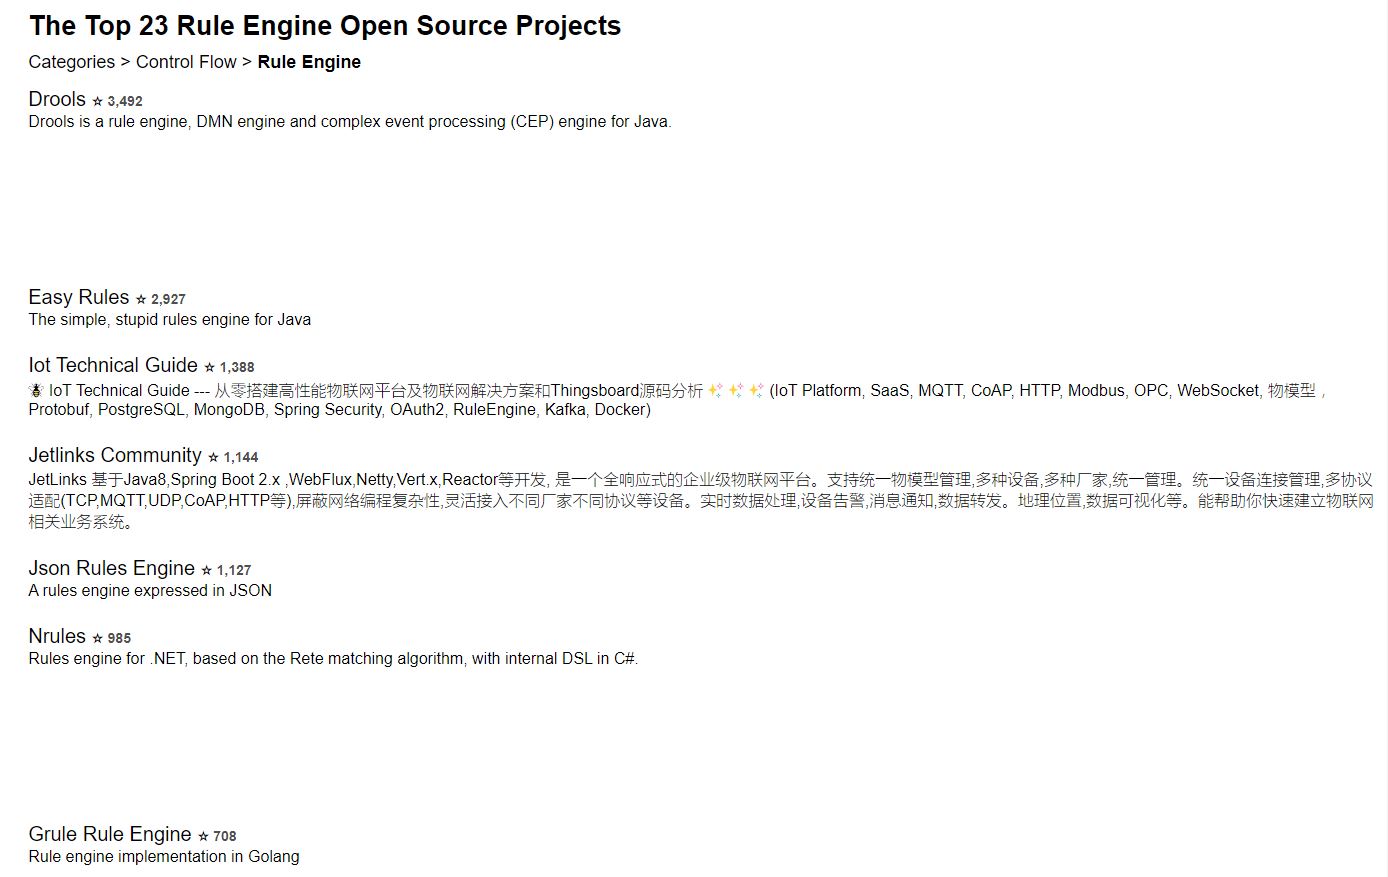 The Top 23 Rule Engine Open Source Projects
Categories > Control Flow > Rule Engine
Drools ☆ 3,492
Drools is a rule engine, DMN engine and complex event processing (CEP) engine for Java.
Easy Rules ☆ 2,927
The simple, stupid rules engine for Java
Iot Technical Guide ☆ 1,388
🐝 IoT Technical Guide --- 从零搭建高性能物联网平台及物联网解决方案和Thingsboard源码分析 ✨✨✨ (IoT Platform, SaaS, MQTT, CoAP, HTTP, Modbus, OPC, WebSocket, 物模型，
Protobuf, PostgreSQL, MongoDB, Spring Security, OAuth2, RuleEngine, Kafka, Docker)
Jetlinks Community ☆ 1,144
JetLinks 基于Java8,Spring Boot 2.x ,WebFlux,Netty,Vert.x,Reactor等开发, 是一个全响应式的企业级物联网平台。支持统一物模型管理,多种设备,多种厂家,统一管理。统一设备连接管理,多协议
适配(TCP,MQTT,UDP,CoAP,HTTP等),屏蔽网络编程复杂性,灵活接入不同厂家不同协议等设备。实时数据处理,设备告警,消息通知,数据转发。地理位置,数据可视化等。能帮助你快速建立物联网
相关业务系统。
Json Rules Engine ☆ 1,127
A rules engine expressed in JSON
Nrules ☆ 985
Rules engine for .NET, based on the Rete matching algorithm, with internal DSL in C#.
Grule Rule Engine ☆ 708
Rule engine implementation in Golang